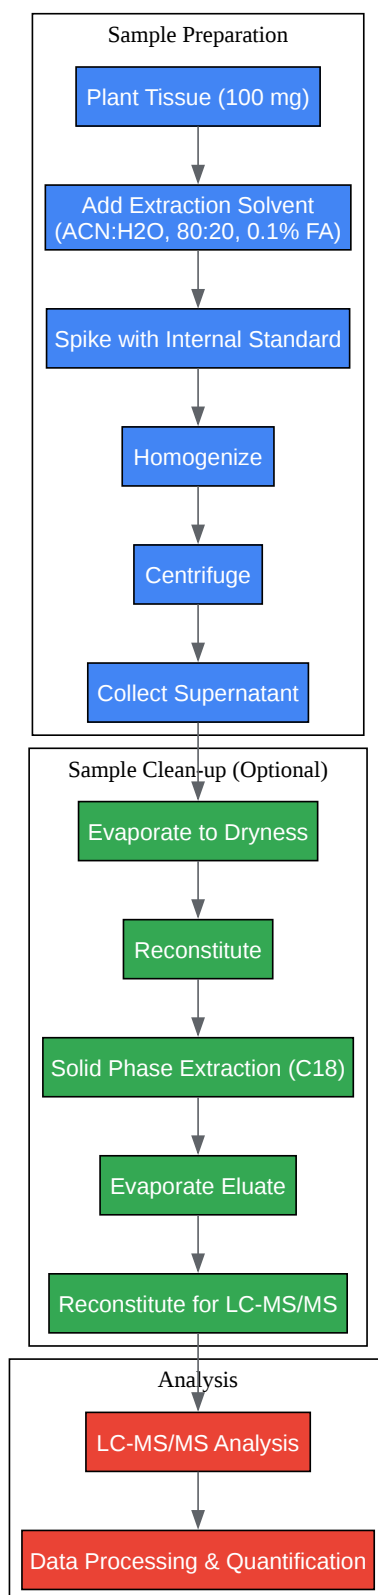 Sample Preparation
Plant Tissue (100 mg)
Add Extraction Solvent
(ACN:H2O, 80:20, 0.1% FA)
Spike with Internal Standard
Homogenize
Centrifuge
Collect Supernatant
Sample Clean-up (Optional)
Evaporate to Dryness
Reconstitute
Solid Phase Extraction (C18)
Evaporate Eluate
Reconstitute for LC-MS/MS
Analysis
LC-MS/MS Analysis
Data Processing & Quantification